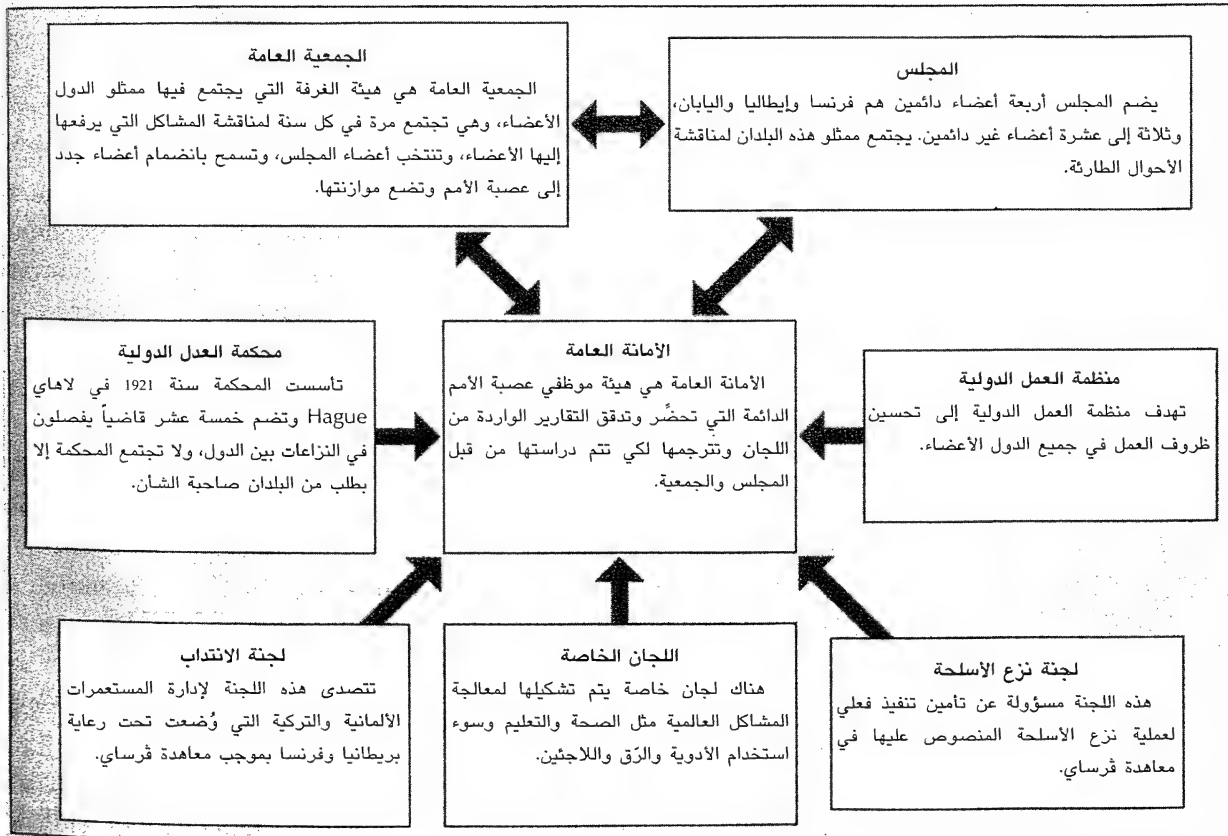 المجلس
يضم المجلس أربعة أعضاء دائمين هم فرنسا وإيطاليا واليابان،
وثلاثة إلى عشرة أعضاء غير دائمين. يجتمع ممثلو هذه البلدان لمناقشة
الأحوال الطارئة.
الجمعية العامة
الجمعية العامة هي هيئة الغرفة التي يجتمع فيها ممثلو الدول
الأعضاء، وهي تجتمع مرة في كل سنة لمناقشة المشاكل التي يرفعها
إليها الأعضاء، وتنتخب أعضاء المجلس، وتسمح بانضمام أعضاء جدد
إلى عصبة الأمم وتضع موازنتها.
منظمة العمل الدولية
تهدف منظمة العمل الدولية إلى تحسين
ظروف العمل في جميع الدول الأعضاء.
الأمانة العامة
الأمانة العامة هي هيئة موظفي عصبة الأمم
الدائمة التي تحضِّر وتدقق التقارير الواردة من
اللجان وتترجمها لكي تتم دراستها من قبل
المجلس والجمعية.
محكمة العدل الدولية
تأسست المحكمة سنة 1921 في لاهاي
Hague وتضم خمسة عشر قاضياً يفصلون
في النزاعات بين الدول، ولا تجتمع المحكمة إلا
بطلب من البلدان صاحبة الشأن.
لجنة نزع الأسلحة
هذه اللجنة مسؤولة عن تأمين تنفيذ فعلي
لعملية نزع الأسلحة المنصوص عليها في
معاهدة ڤرساي.
اللجان الخاصة
هناك لجان خاصة يتم تشكيلها لمعالجة
المشاكل العالمية مثل الصحة والتعليم وسوء
استخدام الأدوية والرَق واللاجئين.
لجنة الانتداب
تتصدى هذه اللجنة لإدارة المستعمرات
الألمانية والتركية التي وُضعت تحت رعاية
بريطانيا وفرنسا بموجب معاهدة ڤرساي.